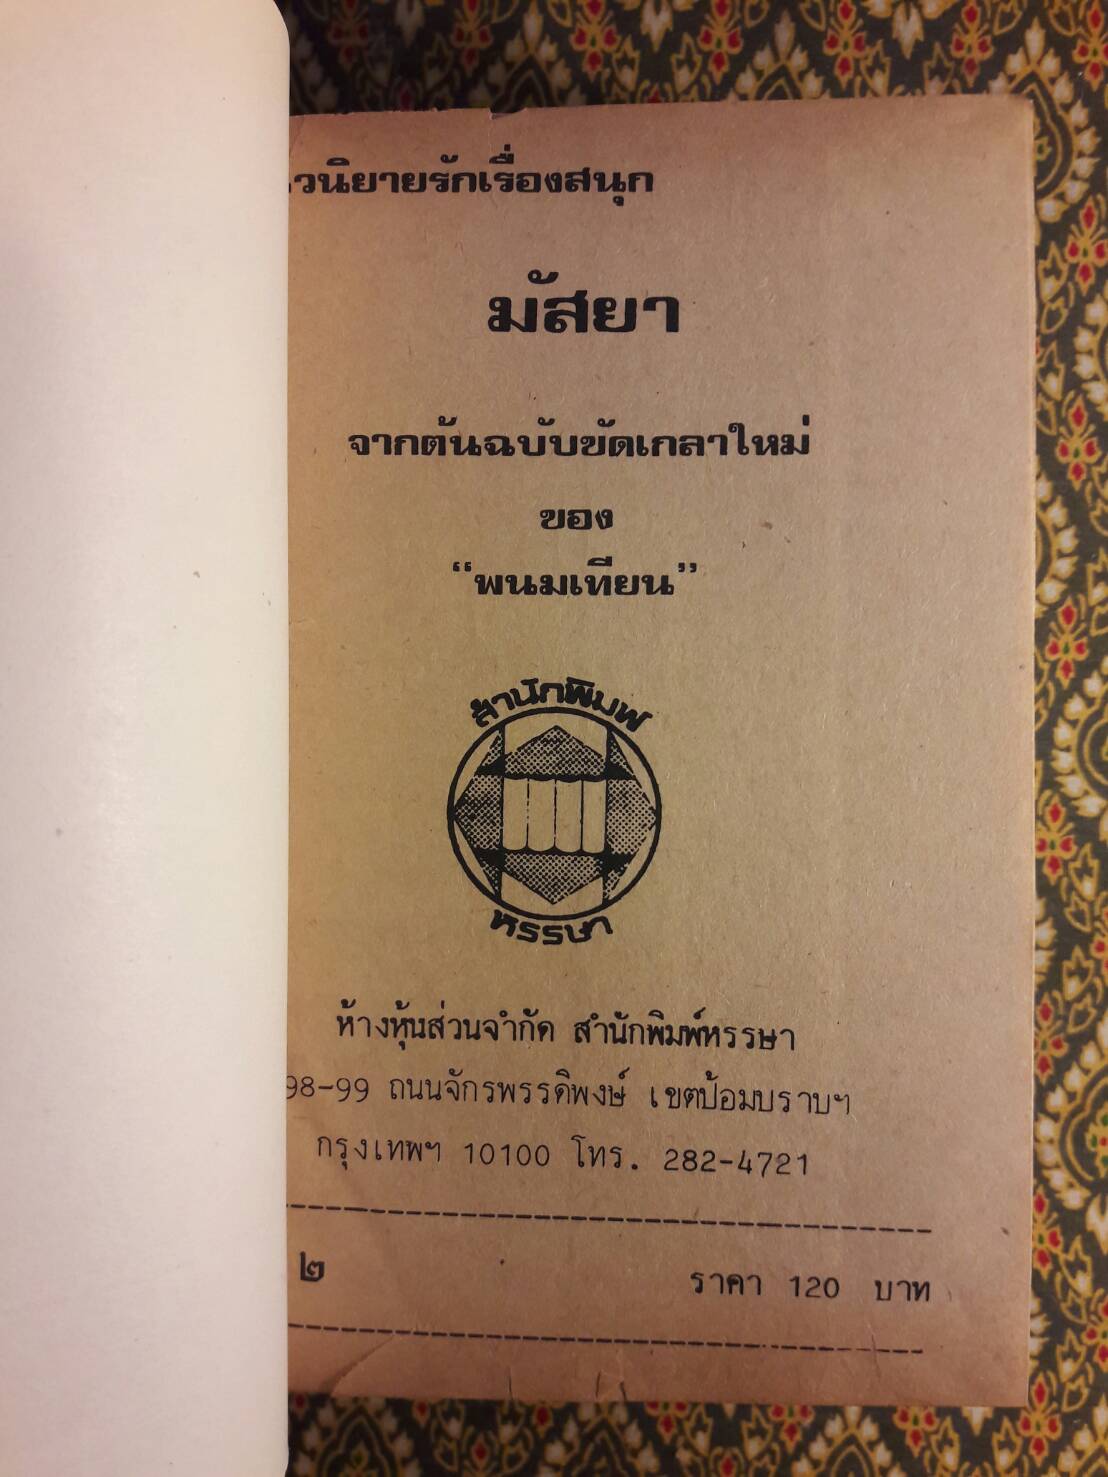 นวนิยายรักเรื่องสนุก
มัสยา
จากต้นฉบับขัดเกลาใหม่
ของ
“พนมเทียน”
สำนักพิมพ์
หรรษา
ห้างหุ้นส่วนจำกัด สำนักพิมพ์หรรษา
98-99 ถนนจักรพรรดิพงษ์ เขตป้อมปราบฯ
กรุงเทพฯ 10100 โทร. 282-4721
๒ ราคา 120 บาท